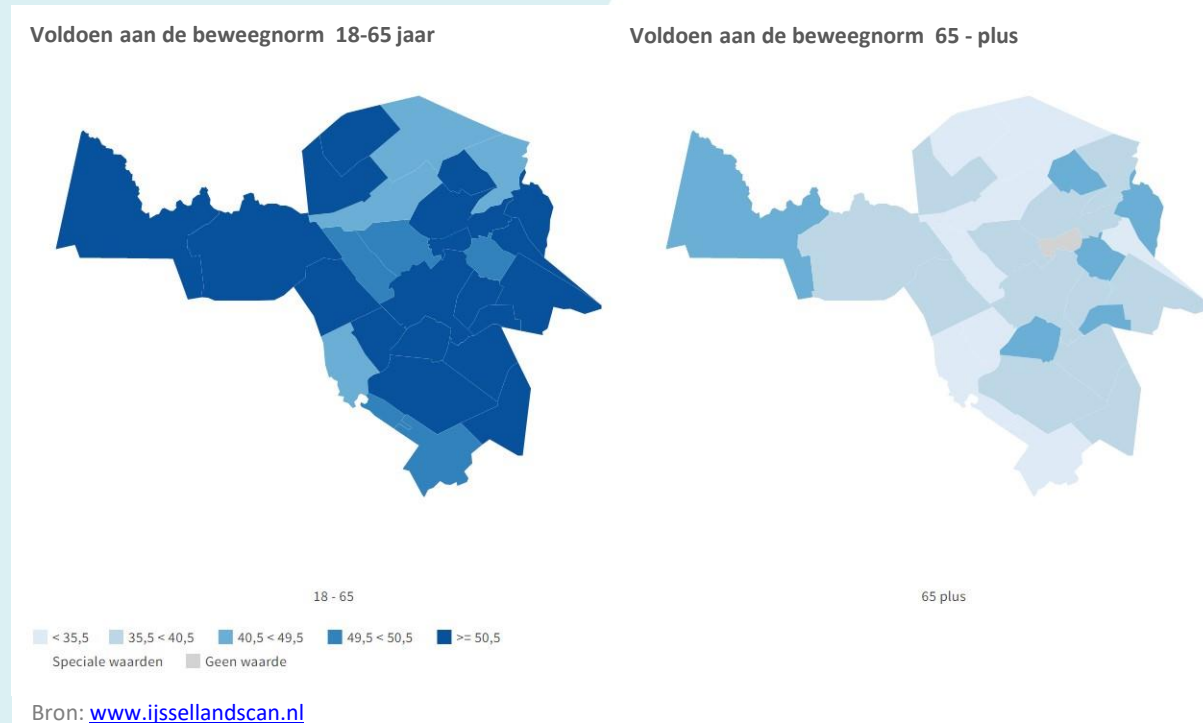 Voldoen aan de beweegnorm 18-65 jaar
Voldoen aan de beweegnorm 65 - plus
18 - 65
65 plus
< 35,5 35,5 < 40,5 40,5 < 49,5 49,5 < 50,5 >= 50,5
Speciale waarden Geen waarde
Bron: www.ijssellandscan.nl